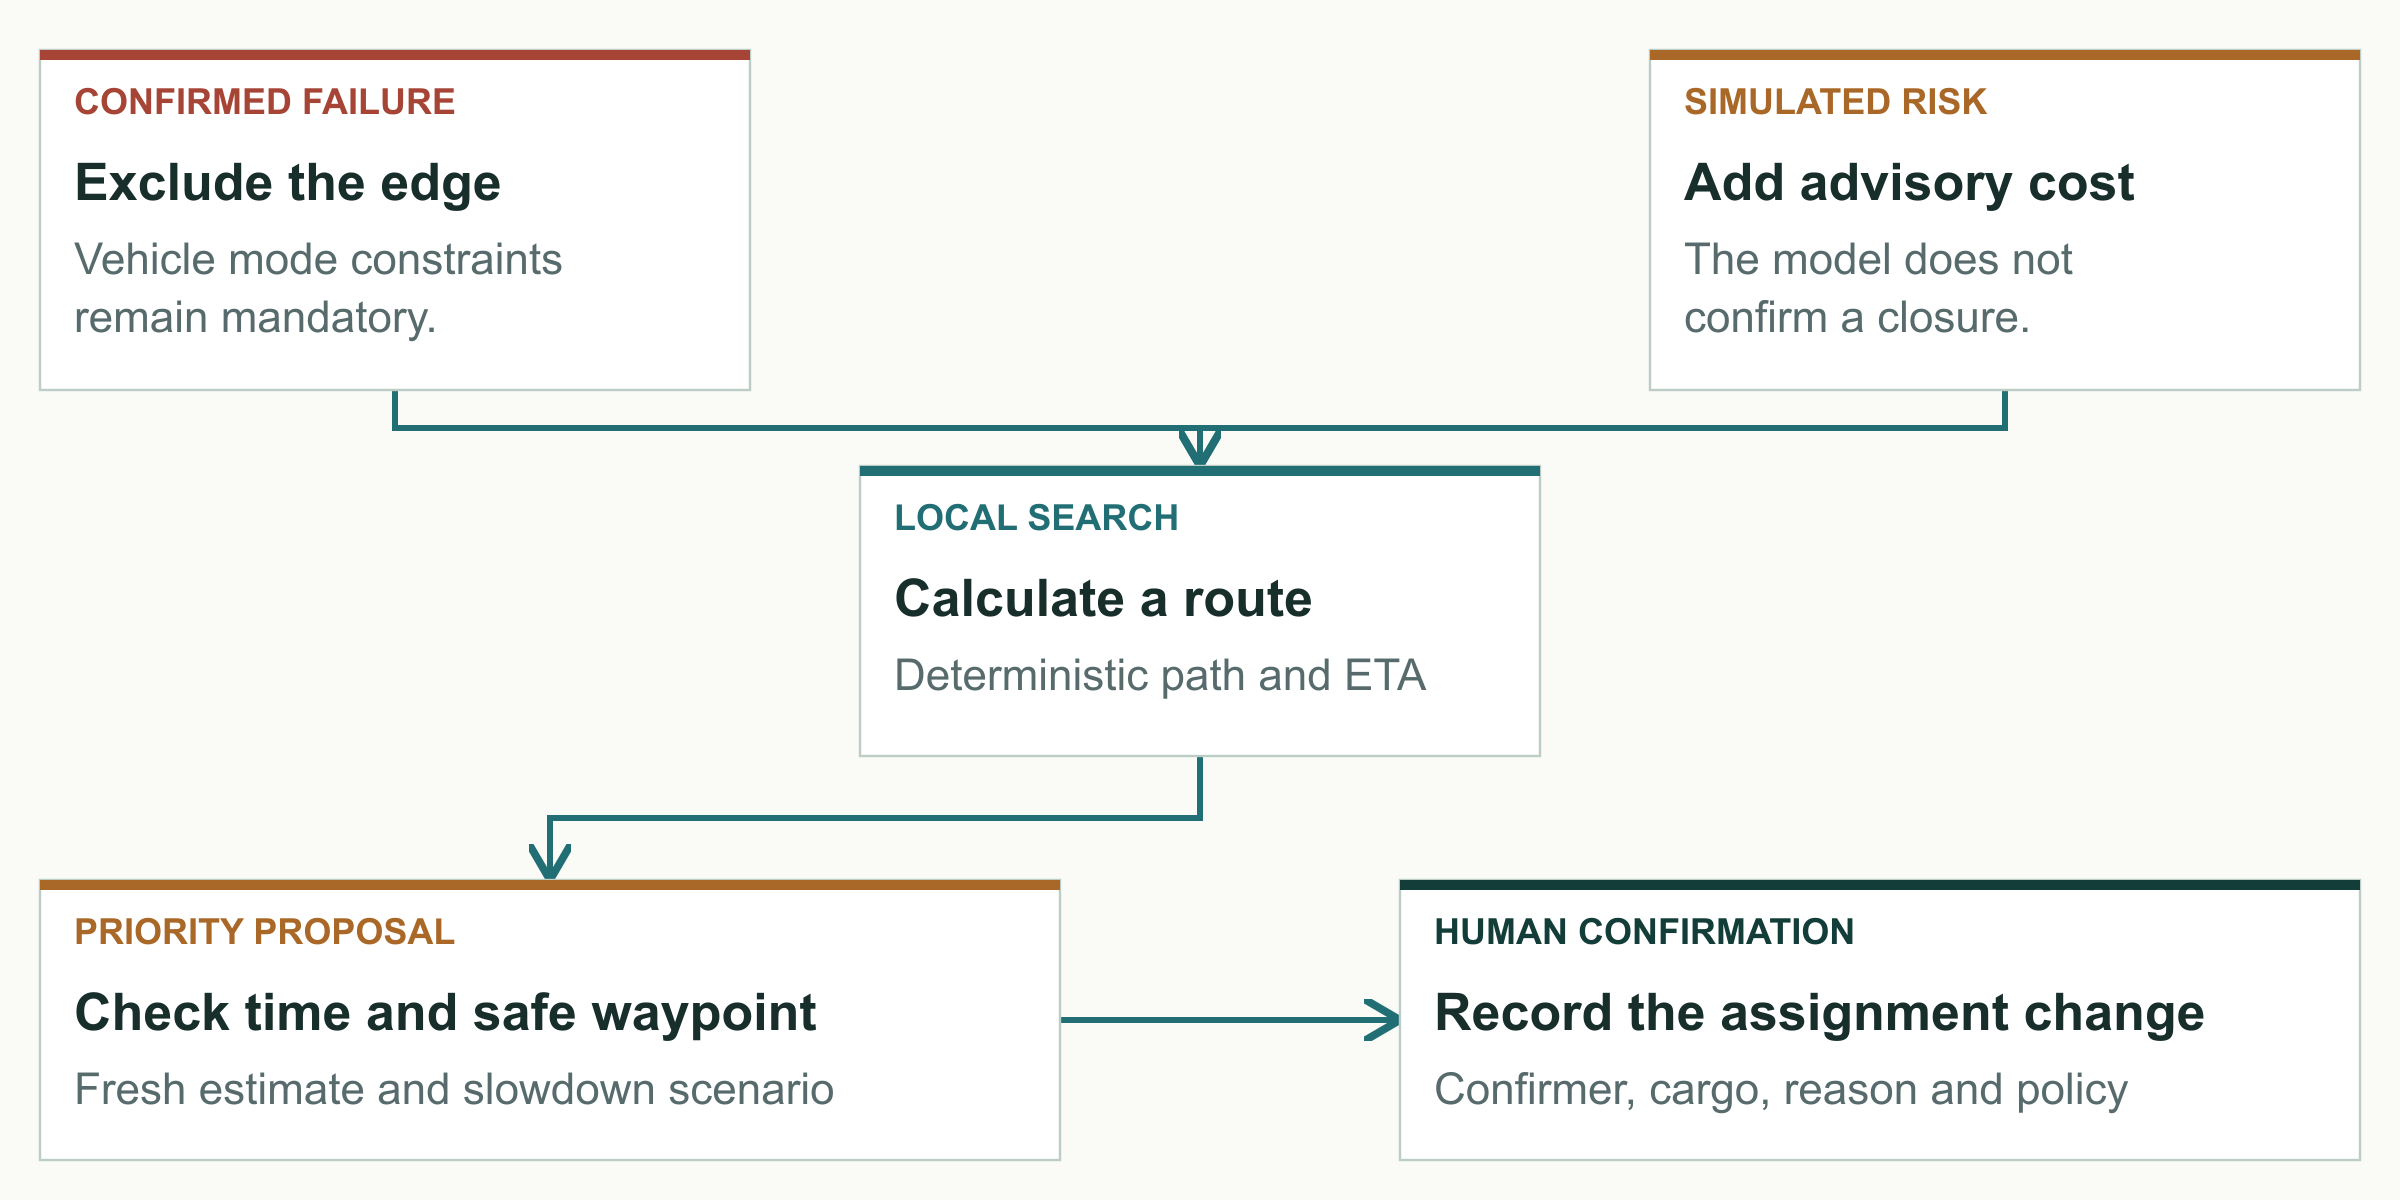 CONFIRMED FAILURE
Exclude the edge
Vehicle mode constraints
remain mandatory.
SIMULATED RISK
Add advisory cost
The model does not
confirm a closure.
LOCAL SEARCH
Calculate a route
Deterministic path and ETA
PRIORITY PROPOSAL
Check time and safe waypoint
Fresh estimate and slowdown scenario
HUMAN CONFIRMATION
Record the assignment change
Confirmer, cargo, reason and policy